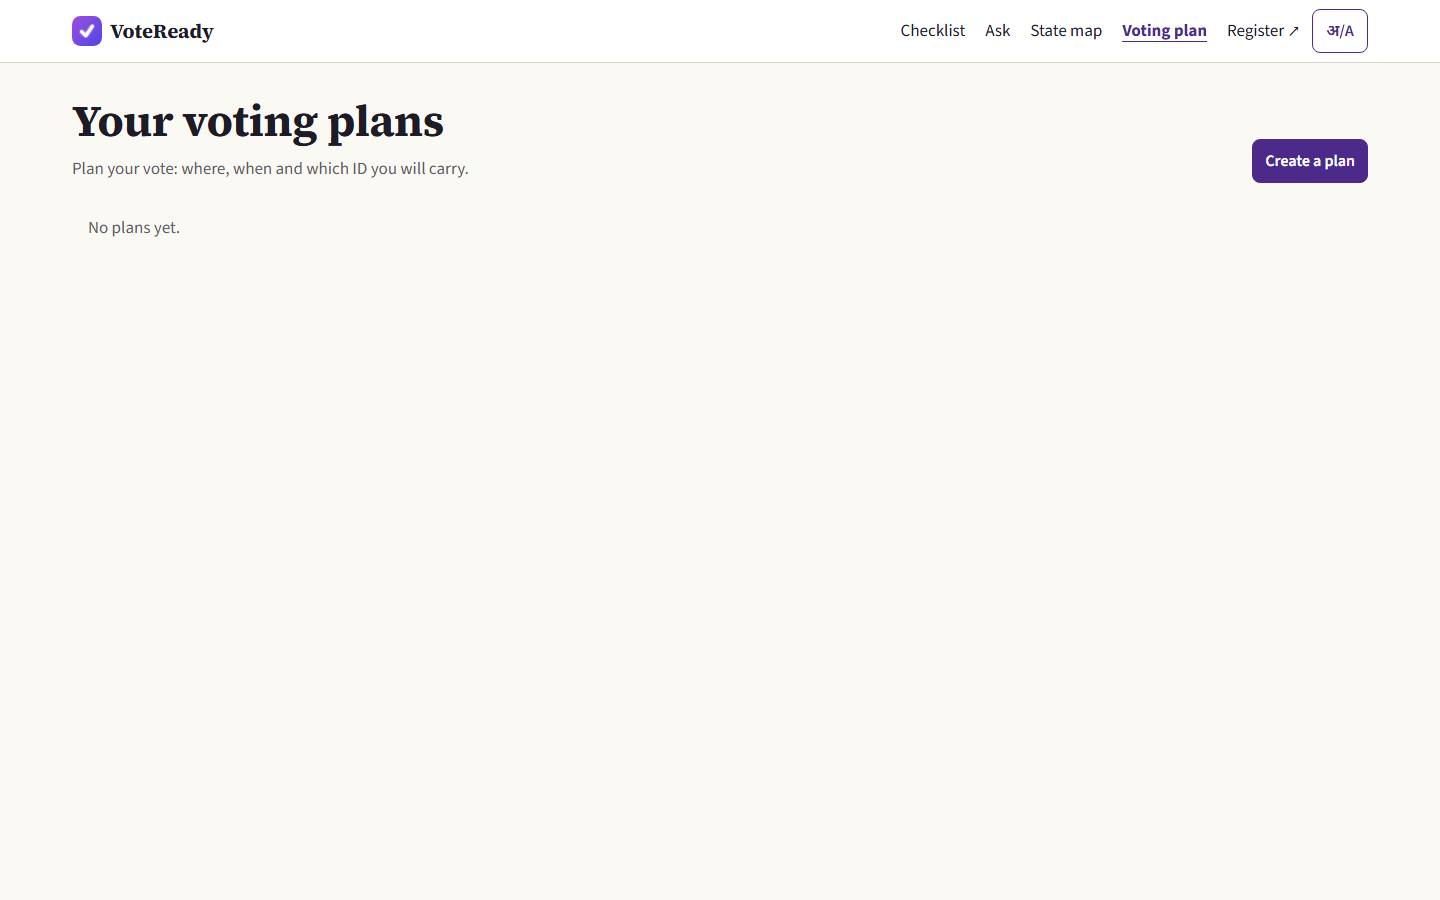 VoteReady
Checklist
Ask
State map
Voting plan
Register ↗
अ/A
Your voting plans
Plan your vote: where, when and which ID you will carry.
Create a plan
No plans yet.